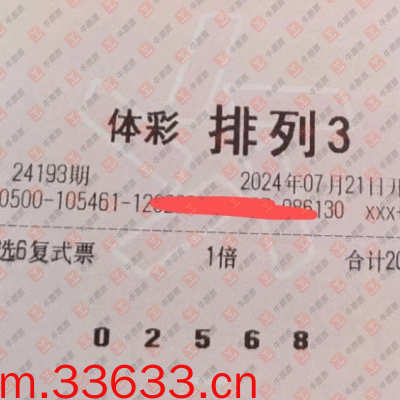 体彩 排列3
24193期 2024年07月21日开
0500-105461-12 086130 xxx
选6复式票 1倍 合计20
0 2 5 6 8
m.33633.cn